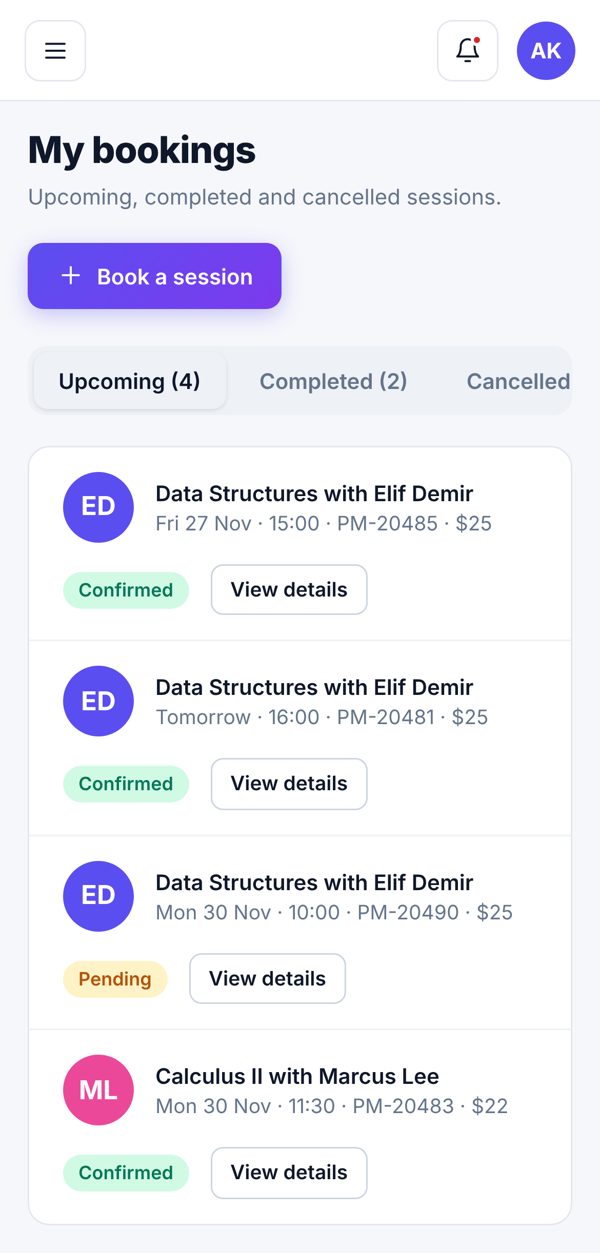 AK
My bookings
Upcoming, completed and cancelled sessions.
Book a session
Upcoming (4) Completed (2) Cancelled
ED
Data Structures with Elif Demir
Fri 27 Nov · 15:00 · PM-20485 · $25
Confirmed View details
ED
Data Structures with Elif Demir
Tomorrow · 16:00 · PM-20481 · $25
Confirmed View details
ED
Data Structures with Elif Demir
Mon 30 Nov · 10:00 · PM-20490 · $25
Pending View details
ML
Calculus II with Marcus Lee
Mon 30 Nov · 11:30 · PM-20483 · $22
Confirmed View details